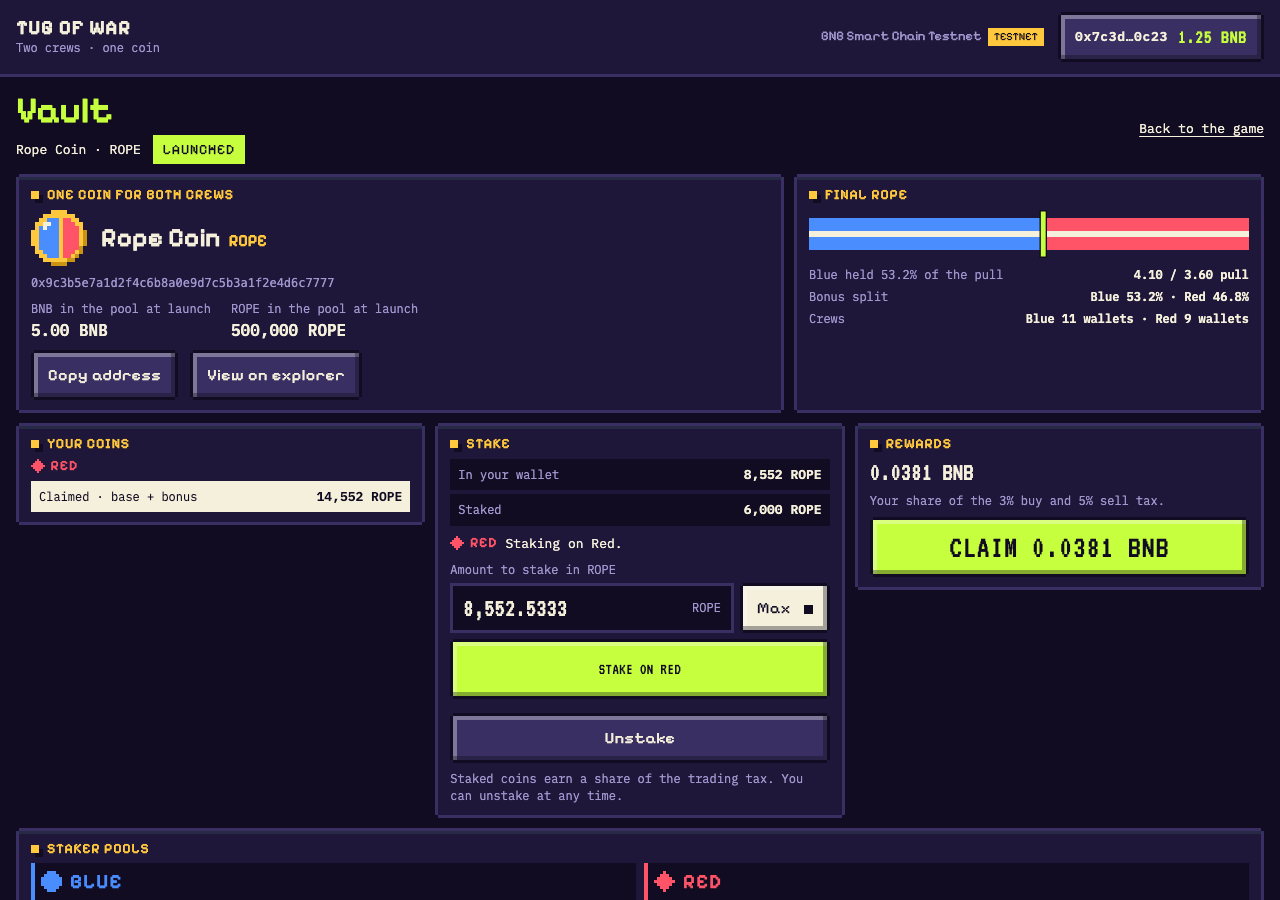 TUG OF WAR
Two crews · one coin
BNB Smart Chain Testnet TESTNET
0x7c3d…0c23 1.25 BNB
Vault
Rope Coin · ROPE LAUNCHED
Back to the game
ONE COIN FOR BOTH CREWS
Rope Coin ROPE
0x9c3b5e7a1d2f4c6b8a0e9d7c5b3a1f2e4d6c7777
BNB in the pool at launch ROPE in the pool at launch
5.00 BNB 500,000 ROPE
Copy address View on explorer
FINAL ROPE
Blue held 53.2% of the pull 4.10 / 3.60 pull
Bonus split Blue 53.2% · Red 46.8%
Crews Blue 11 wallets · Red 9 wallets
YOUR COINS
RED
Claimed · base + bonus 14,552 ROPE
STAKE
In your wallet 8,552 ROPE
Staked 6,000 ROPE
RED Staking on Red.
Amount to stake in ROPE
8,552.5333 ROPE Max
STAKE ON RED
Unstake
Staked coins earn a share of the trading tax. You
can unstake at any time.
REWARDS
0.0381 BNB
Your share of the 3% buy and 5% sell tax.
CLAIM 0.0381 BNB
STAKER POOLS
BLUE RED